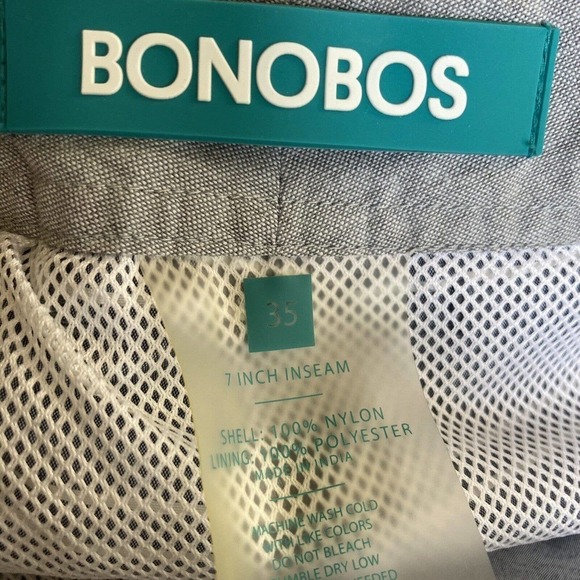 BONOBOS
35
7 INCH INSEAM
SHELL: 100% NYLON
LINING: 100% POLYESTER
MADE IN INDIA
MACHINE WASH COLD
WITH LIKE COLORS
DO NOT BLEACH
TUMBLE DRY LOW
NEEDED